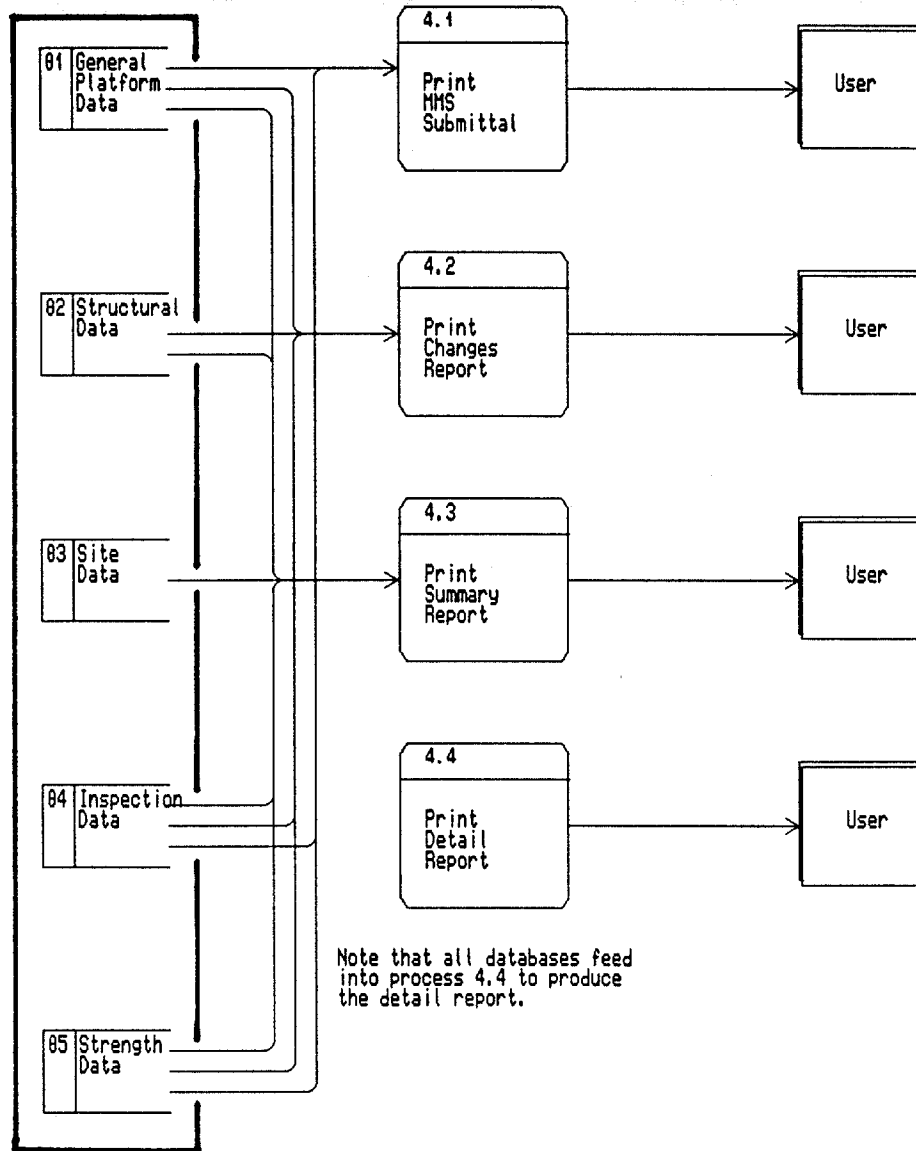 01 General
Platform
Data
4.1
Print
MMS
Submittal
User
02 Structural
Data
4.2
Print
Changes
Report
User
03 Site
Data
4.3
Print
Summary
Report
User
04 Inspection
Data
4.4
Print
Detail
Report
User
Note that all databases feed
into process 4.4 to produce
the detail report.
05 Strength
Data